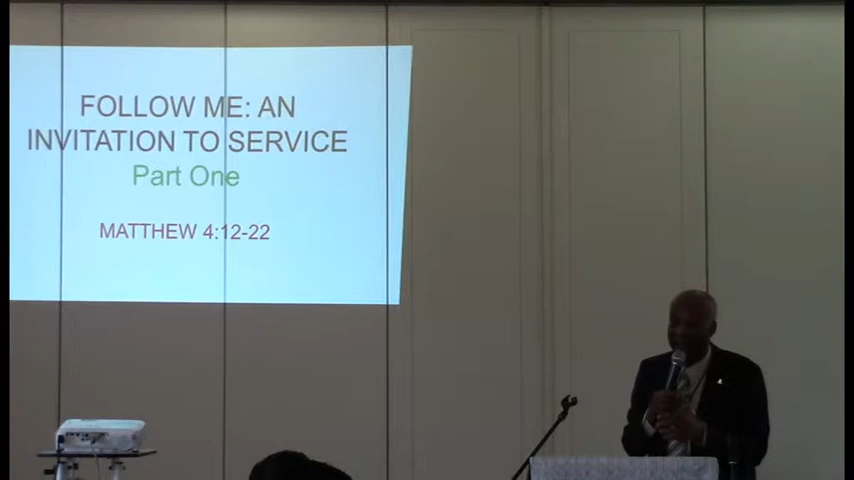 FOLLOW ME: AN
INVITATION TO SERVICE
Part One
MATTHEW 4:12-22